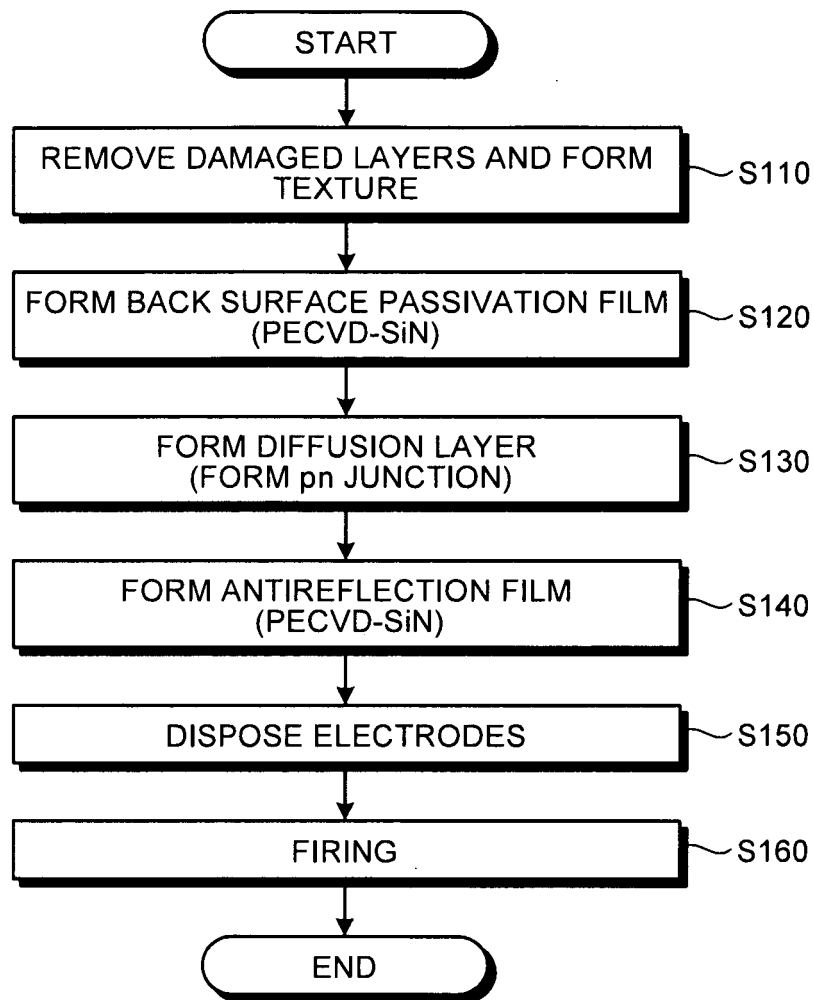 START
REMOVE DAMAGED LAYERS AND FORM
TEXTURE
S110
FORM BACK SURFACE PASSIVATION FILM
(PECVD-SiN)
S120
FORM DIFFUSION LAYER
(FORM pn JUNCTION)
S130
FORM ANTIREFLECTION FILM
(PECVD-SiN)
S140
DISPOSE ELECTRODES
S150
FIRING
S160
END